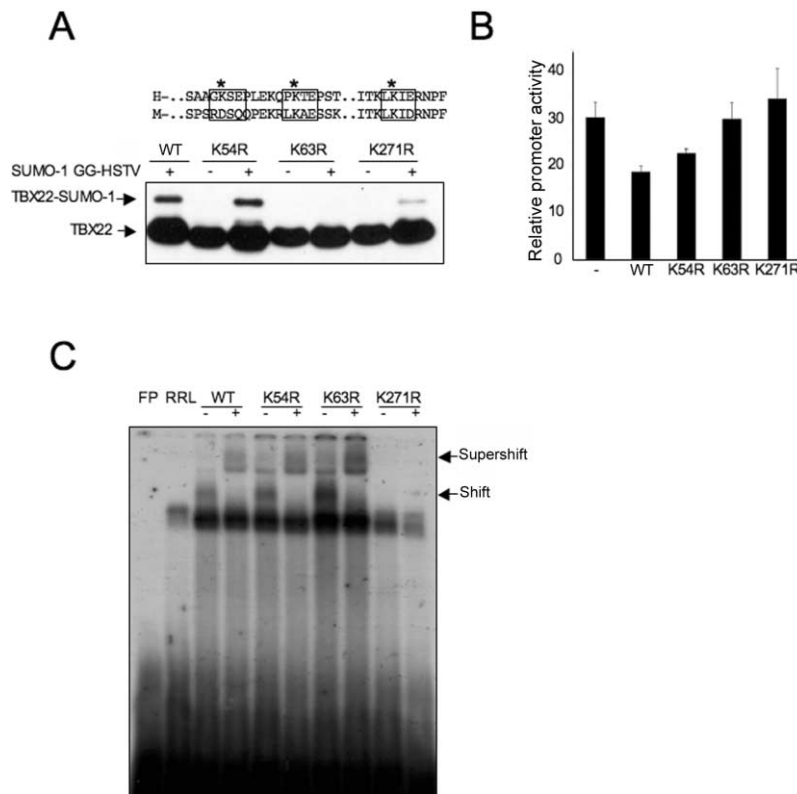 A
* * *
H-..SAAGKSEPLEKQPKTEPST..ITKLKIERNPF
M-..SPSRDSQQPEKRLKAESSK..ITKLKIDRNPF
WT K54R K63R K271R
SUMO-1 GG-HSTV + - + - + - +
TBX22-SUMO-1
TBX22
B
Relative promoter activity
40
30
20
10
0
- WT K54R K63R K271R
C
FP RRL WT K54R K63R K271R
- + - + - + - +
Supershift
Shift